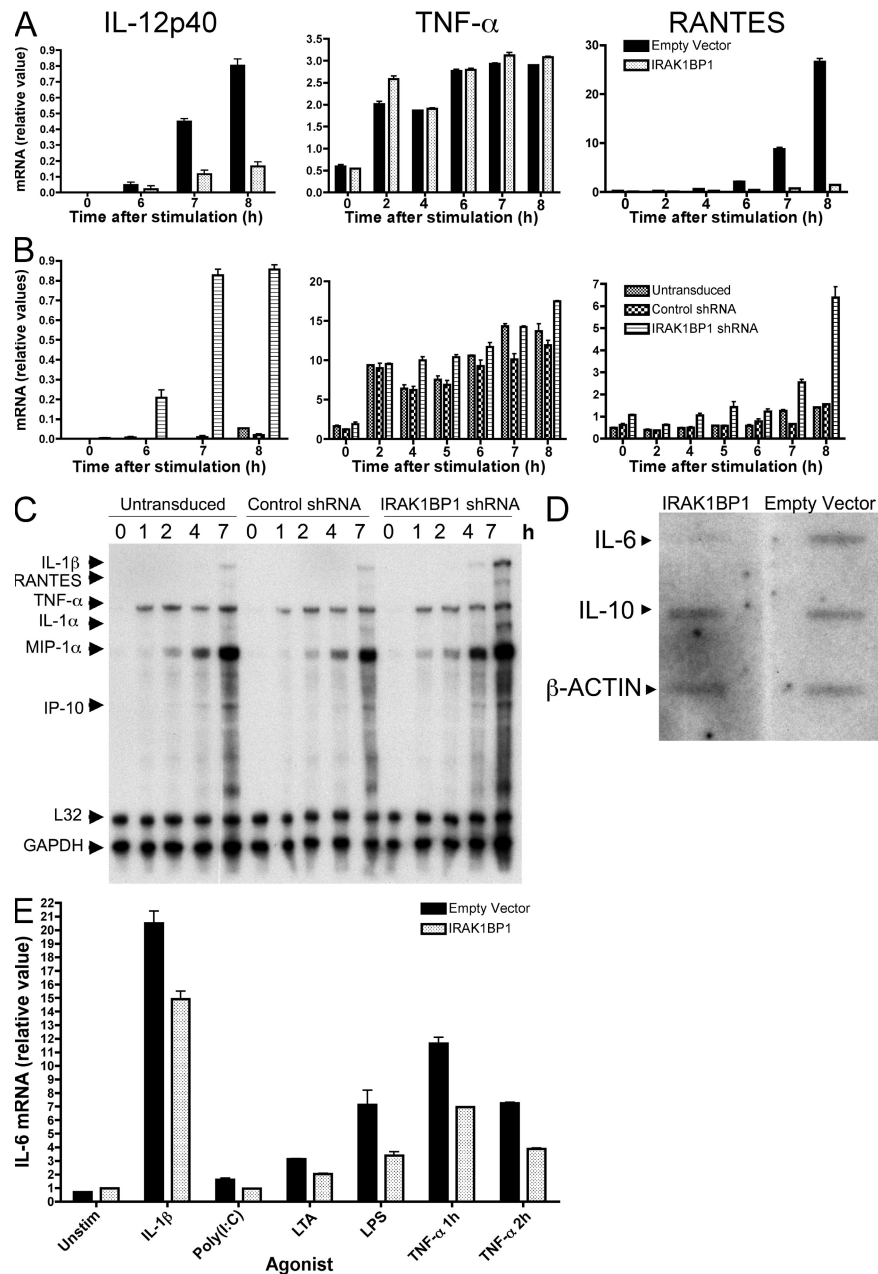 A
IL-12p40
TNF-α
RANTES
mRNA (relative value)
0.9
0.8
0.7
0.6
0.5
0.4
0.3
0.2
0.1
0.0
0 6 7 8
Time after stimulation (h)
3.5
3.0
2.5
2.0
1.5
1.0
0.5
0.0
0 2 4 6 7 8
Time after stimulation (h)
30
20
10
0
Empty Vector
IRAK1BP1
0 2 4 6 7 8
Time after stimulation (h)
B
mRNA (relative values)
0.9
0.8
0.7
0.6
0.5
0.4
0.3
0.2
0.1
0.0
0 6 7 8
Time after stimulation (h)
20
15
10
5
0
0 2 4 5 6 7 8
Time after stimulation (h)
7
6
5
4
3
2
1
0
Untransduced
Control shRNA
IRAK1BP1 shRNA
0 2 4 5 6 7 8
Time after stimulation (h)
C
Untransduced Control shRNA IRAK1BP1 shRNA
0 1 2 4 7 0 1 2 4 7 0 1 2 4 7 h
IL-1β
RANTES
TNF-α
IL-1α
MIP-1α
IP-10
L32
GAPDH
D
IRAK1BP1 Empty Vector
IL-6
IL-10
β-ACTIN
E
IL-6 mRNA (relative value)
22
21
20
19
18
17
16
15
14
13
12
11
10
9
8
7
6
5
4
3
2
1
0
Empty Vector
IRAK1BP1
Unstim
IL-1β
Poly(I:C)
LTA
LPS
TNF-α 1h
TNF-α 2h
Agonist